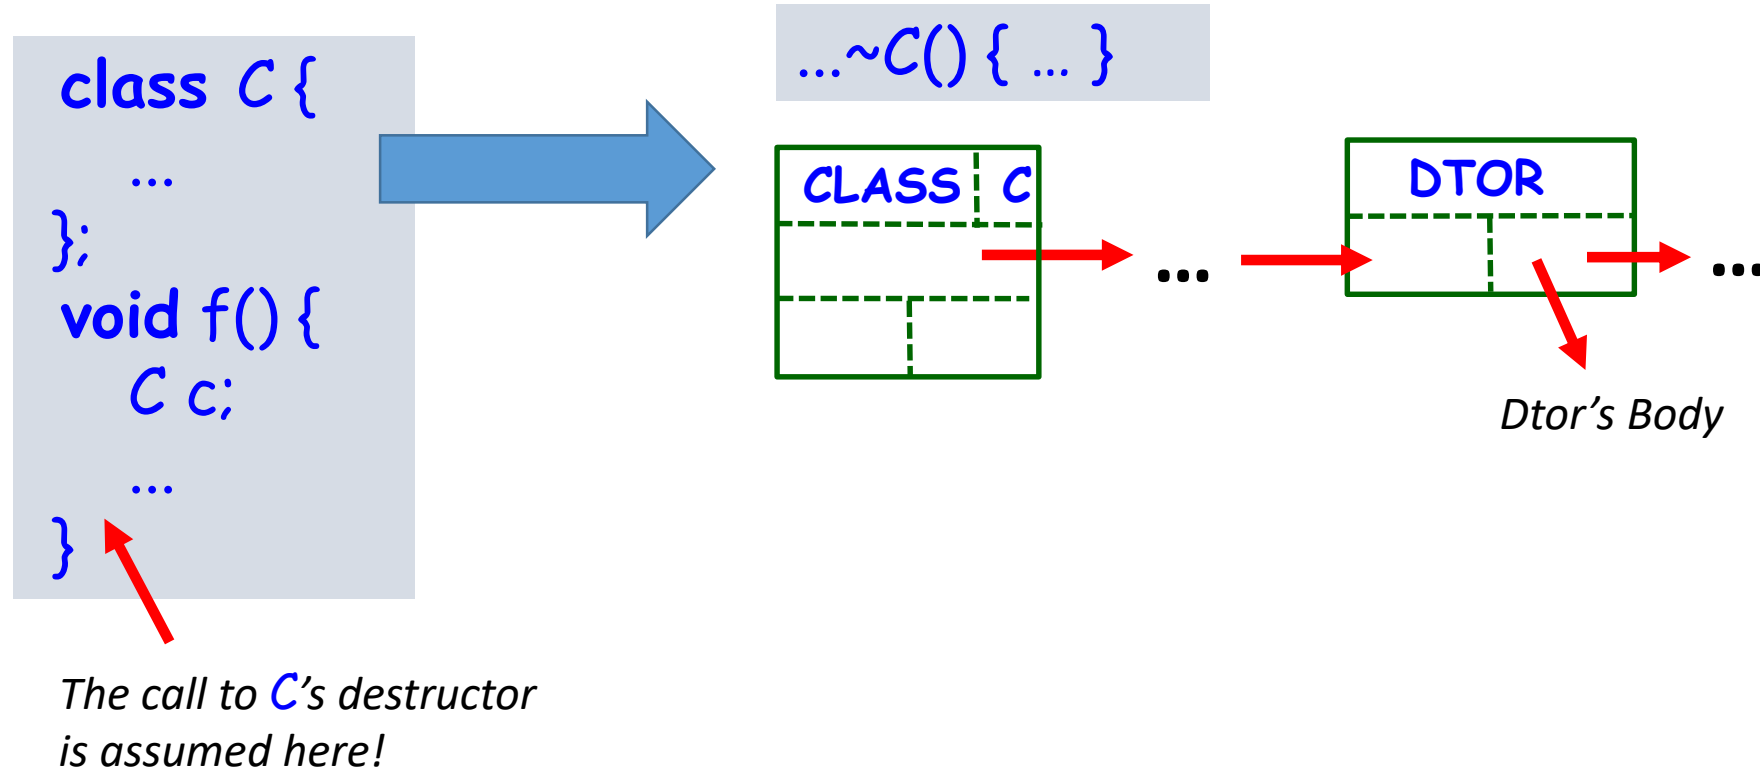 class C {
...
};
void f() {
C c;
...
}
The call to C's destructor
is assumed here!
...~C() { ... }
CLASS C
...
DTOR
...
Dtor’s Body